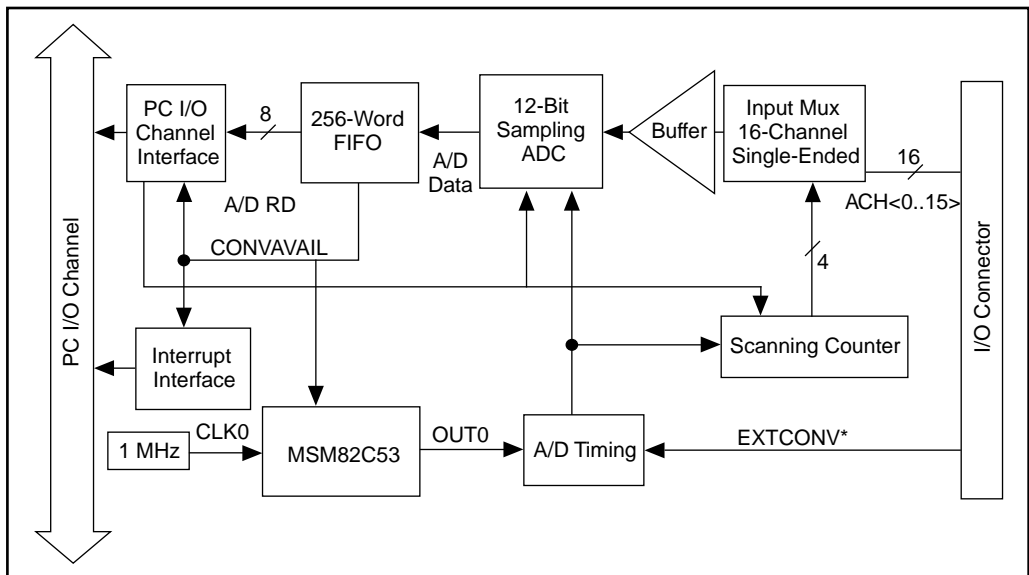 PC I/O Channel
PC I/O
Channel
Interface
8
256-Word
FIFO
A/D
Data
12-Bit
Sampling
ADC
Buffer
Input Mux
16-Channel
Single-Ended
16
ACH<0..15>
I/O Connector
A/D RD
CONVAVAIL
4
Interrupt
Interface
Scanning Counter
1 MHz
CLK0
MSM82C53
OUT0
A/D Timing
EXTCONV*